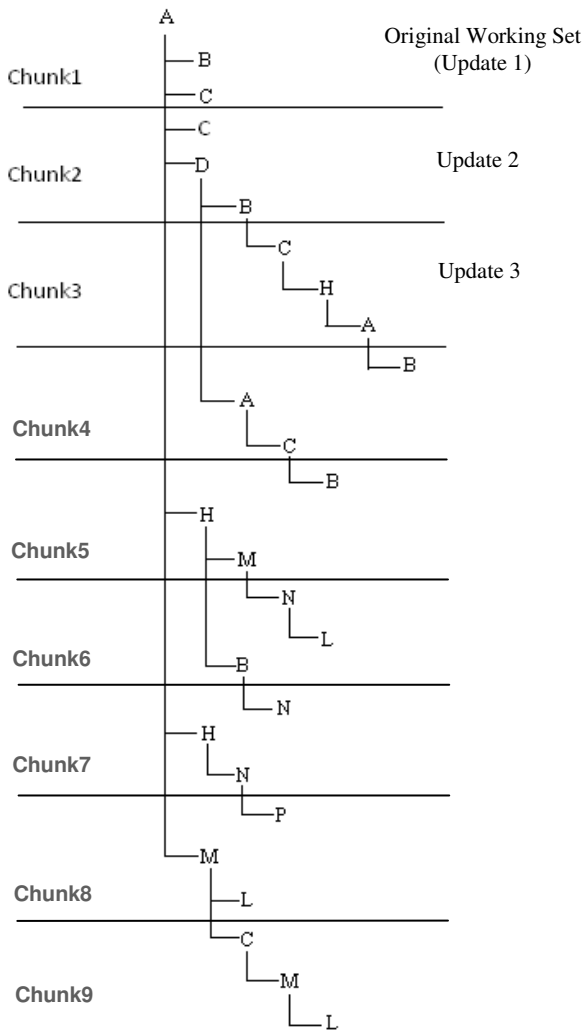 A
Original Working Set
(Update 1)
B
Chunk1
C
C
D
Update 2
Chunk2
B
C
Update 3
H
Chunk3
A
B
A
Chunk4
C
B
H
Chunk5
M
N
L
Chunk6
B
N
H
Chunk7
N
P
M
Chunk8
L
C
M
Chunk9
L